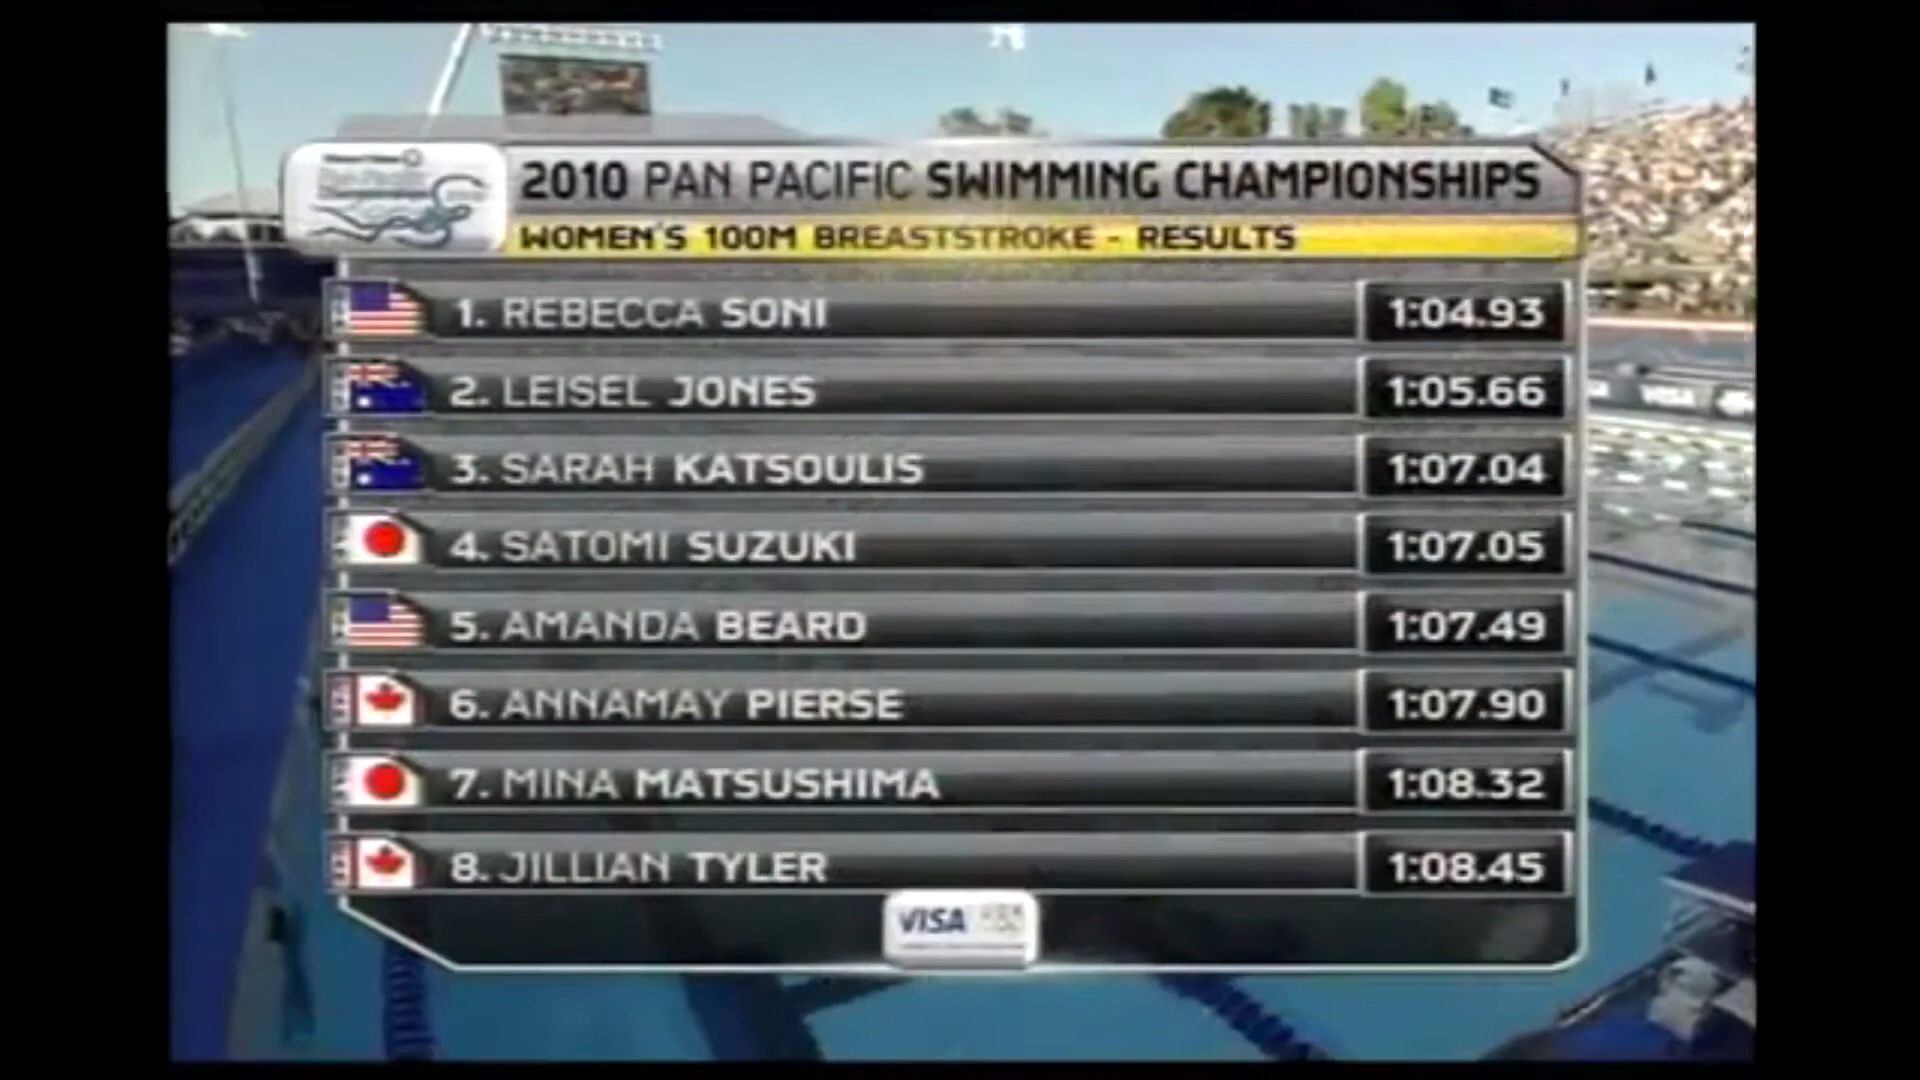 2010 PAN PACIFIC SWIMMING CHAMPIONSHIPS
WOMEN'S 100M BREASTSTROKE - RESULTS
1. REBECCA SONI 1:04.93
2. LEISEL JONES 1:05.66
3. SARAH KATSOULIS 1:07.04
4. SATOMI SUZUKI 1:07.05
5. AMANDA BEARD 1:07.49
6. ANNAMAY PIERSE 1:07.90
7. MINA MATSUSHIMA 1:08.32
8. JILLIAN TYLER 1:08.45
VISA
VISA